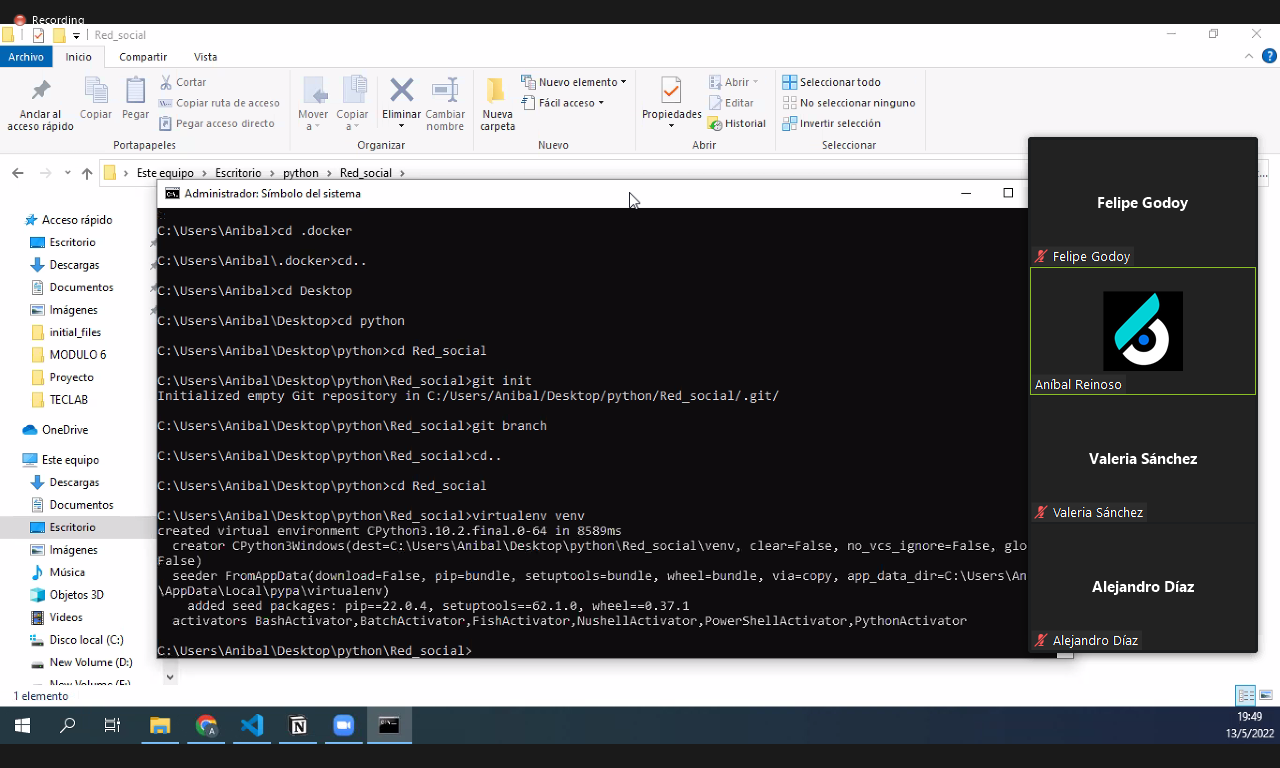 Recording
Red_social
Archivo
Inicio
Compartir
Vista
Anclar al
acceso rápido
Copiar
Pegar
Cortar
Copiar ruta de acceso
Pegar acceso directo
Portapapeles
Mover
a
Copiar
a
Eliminar
Cambiar
nombre
Organizar
Nueva
carpeta
Nuevo elemento
Fácil acceso
Nuevo
Propiedades
Abrir
Editar
Historial
Abrir
Seleccionar todo
No seleccionar ninguno
Invertir selección
Seleccionar
Este equipo > Escritorio > python > Red_social >
Acceso rápido
Escritorio
Descargas
Documentos
Imágenes
initial_files
MODULO 6
Proyecto
TECLAB
OneDrive
Este equipo
Descargas
Documentos
Escritorio
Imágenes
Música
Objetos 3D
Videos
Disco local (C:)
New Volume (D:)
New Volume (E:)
1 elemento
Administrador: Símbolo del sistema
C:\Users\Anibal>cd .docker
C:\Users\Anibal\.docker>cd..
C:\Users\Anibal>cd Desktop
C:\Users\Anibal\Desktop>cd python
C:\Users\Anibal\Desktop\python>cd Red_social
C:\Users\Anibal\Desktop\python\Red_social>git init
Initialized empty Git repository in C:/Users/Anibal/Desktop/python/Red_social/.git/
C:\Users\Anibal\Desktop\python\Red_social>git branch
C:\Users\Anibal\Desktop\python\Red_social>cd..
C:\Users\Anibal\Desktop\python>cd Red_social
C:\Users\Anibal\Desktop\python\Red_social>virtualenv venv
created virtual environment CPython3.10.2.final.0-64 in 8589ms
creator CPython3Windows(dest=C:\Users\Anibal\Desktop\python\Red_social\venv, clear=False, no_vcs_ignore=False, glo
False)
seeder FromAppData(download=False, pip=bundle, setuptools=bundle, wheel=bundle, via=copy, app_data_dir=C:\Users\An
\AppData\Local\pypa\virtualenv)
added seed packages: pip==22.0.4, setuptools==62.1.0, wheel==0.37.1
activators BashActivator,BatchActivator,FishActivator,NushellActivator,PowerShellActivator,PythonActivator
C:\Users\Anibal\Desktop\python\Red_social>
Felipe Godoy
Felipe Godoy
Aníbal Reinoso
Valeria Sánchez
Valeria Sánchez
Alejandro Díaz
Alejandro Díaz
19:49
13/5/2022